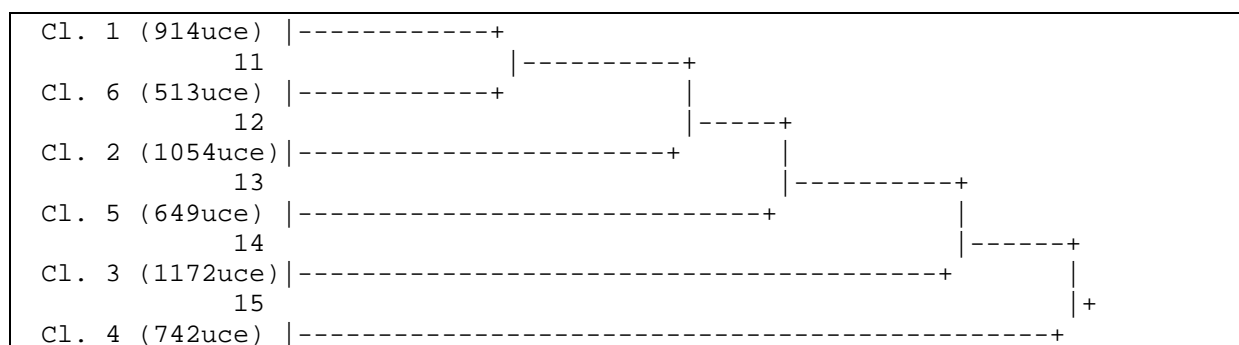 Cl. 1 (914uce) |------------+
11 |----------+
Cl. 6 (513uce) |------------+ |
12 |-----+
Cl. 2 (1054uce)|-----------------------+ |
13 |----------+
Cl. 5 (649uce) |-----------------------------+ |
14 |------+
Cl. 3 (1172uce)|----------------------------------------+ |
15 |+
Cl. 4 (742uce) |-----------------------------------------------+